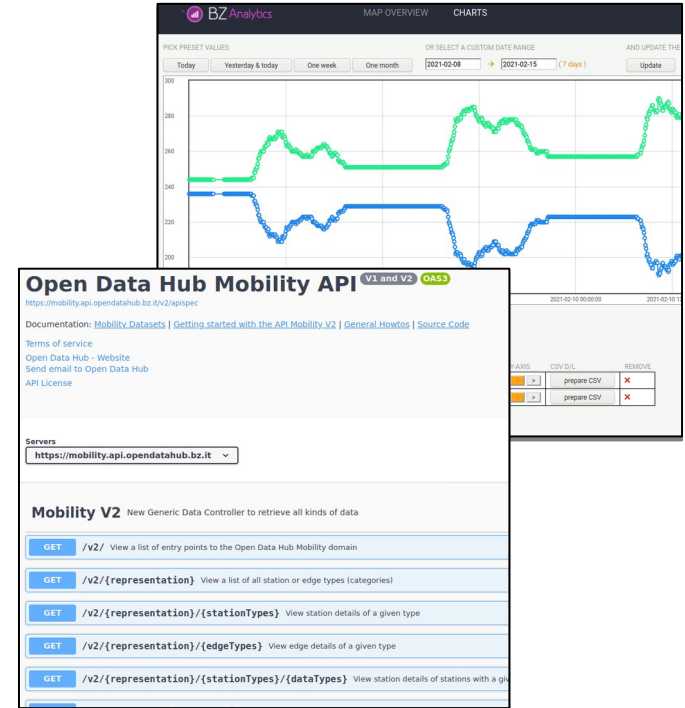 BZ Analytics MAP OVERVIEW CHARTS
PICK PRESET VALUES OR SELECT A CUSTOM DATE RANGE AND UPDATE THE
Today Yesterday & today One week One month 2021-02-08 → 2021-02-15 ( 7 days ) Update
300
280
260
240
220
200
2021-02-10 00:00:00 2021-02-10 12
Y-AXIS CSV D/L REMOVE
> prepare CSV ×
> prepare CSV ×
Open Data Hub Mobility API V1 and V2 OAS3
https://mobility.api.opendatahub.bz.it/v2/apispec
Documentation: Mobility Datasets | Getting started with the API Mobility V2 | General Howtos | Source Code
Terms of service
Open Data Hub - Website
Send email to Open Data Hub
API License
Servers
https://mobility.api.opendatahub.bz.it
Mobility V2 New Generic Data Controller to retrieve all kinds of data
GET /v2/ View a list of entry points to the Open Data Hub Mobility domain
GET /v2/{representation} View a list of all station or edge types (categories)
GET /v2/{representation}/{stationTypes} View station details of a given type
GET /v2/{representation}/{edgeTypes} View edge details of a given type
GET /v2/{representation}/{stationTypes}/{dataTypes} View station details of stations with a giv